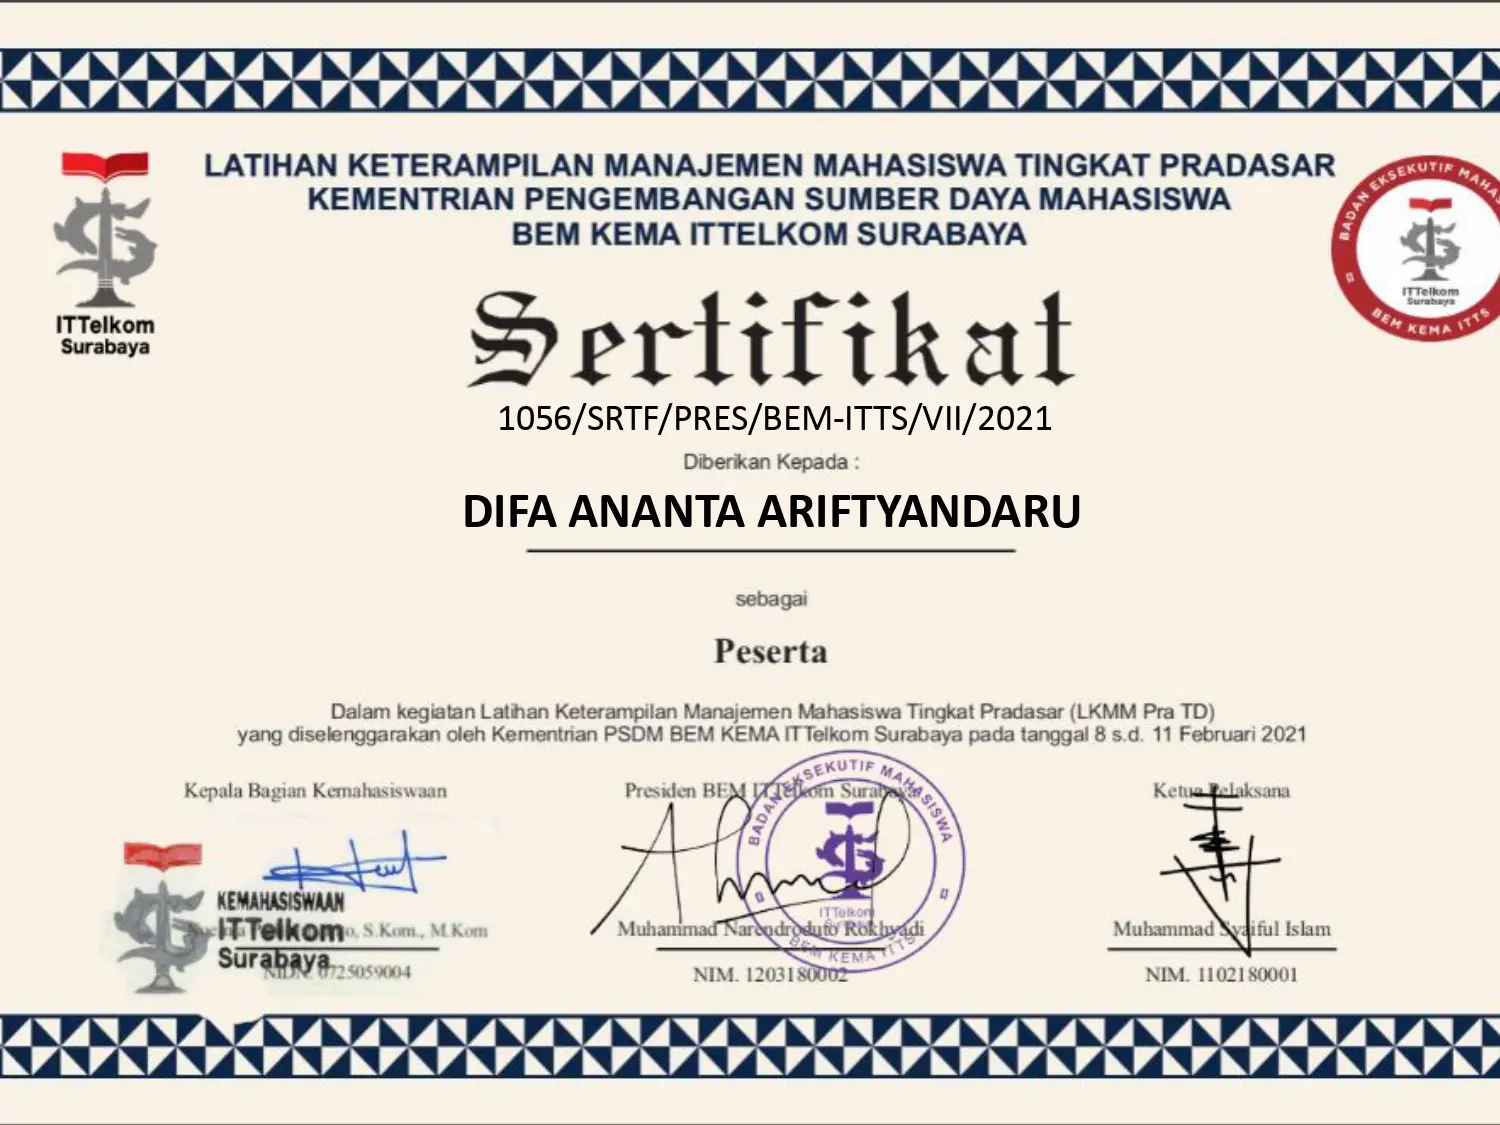 LATIHAN KETERAMPILAN MANAJEMEN MAHASISWA TINGKAT PRADASAR
KEMENTRIAN PENGEMBANGAN SUMBER DAYA MAHASISWA
BEM KEMA ITTELKOM SURABAYA
ITTelkom
Surabaya
BADAN EKSEKUTIF
ITTelkom
Surabaya
BEM KEMA ITTS
Sertifikat
1056/SRTF/PRES/BEM-ITTS/VII/2021
Diberikan Kepada :
DIFA ANANTA ARIFTYANDARU
sebagai
Peserta
Dalam kegiatan Latihan Keterampilan Manajemen Mahasiswa Tingkat Pradasar (LKMM Pra TD)
yang diselenggarakan oleh Kementrian PSDM BEM KEMA ITTelkom Surabaya pada tanggal 8 s.d. 11 Februari 2021
Kepala Bagian Kemahasiswaan
KEMAHASISWAAN
ITTelkom
Surabaya
S.Kom., M.Kom
NIDN. 0725059004
Presiden BEM ITTelkom Surabaya
BADAN EKSEKUTIF MAHASISWA
ITTelkom
BEM KEMA ITTS
Muhammad Narendroduto Rokhyadi
NIM. 1203180002
Ketua Pelaksana
Muhammad Syaiful Islam
NIM. 1102180001